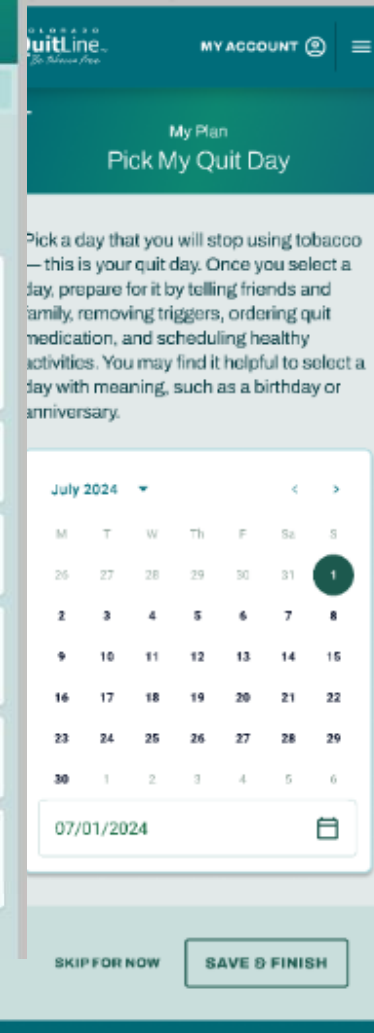 COLORADO
QuitLine
Be tobacco free
MY ACCOUNT
My Plan
Pick My Quit Day
Pick a day that you will stop using tobacco
— this is your quit day. Once you select a
day, prepare for it by telling friends and
family, removing triggers, ordering quit
medication, and scheduling healthy
activities. You may find it helpful to select a
day with meaning, such as a birthday or
anniversary.
July 2024 < >
M T W Th F Sa S
26 27 28 29 30 31 1
2 3 4 5 6 7 8
9 10 11 12 13 14 15
16 17 18 19 20 21 22
23 24 25 26 27 28 29
30 1 2 3 4 5 6
07/01/2024
SKIP FOR NOW SAVE & FINISH